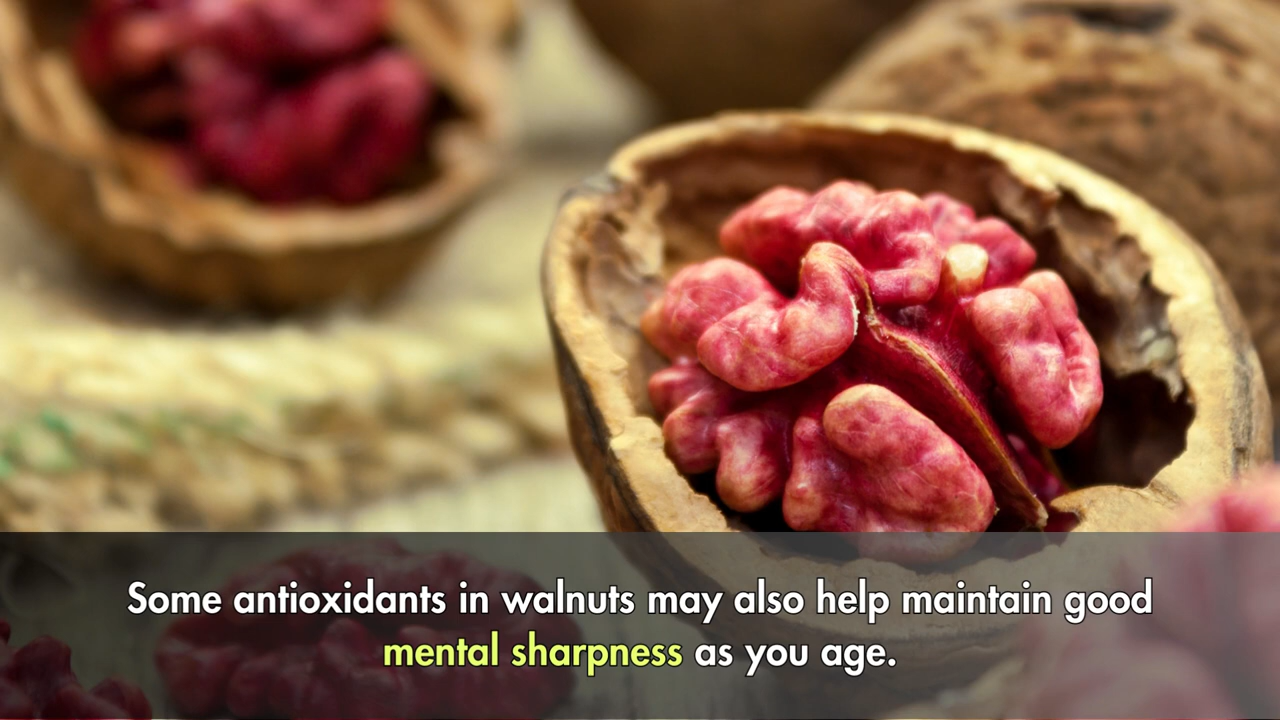 Some antioxidants in walnuts may also help maintain good
mental sharpness as you age.